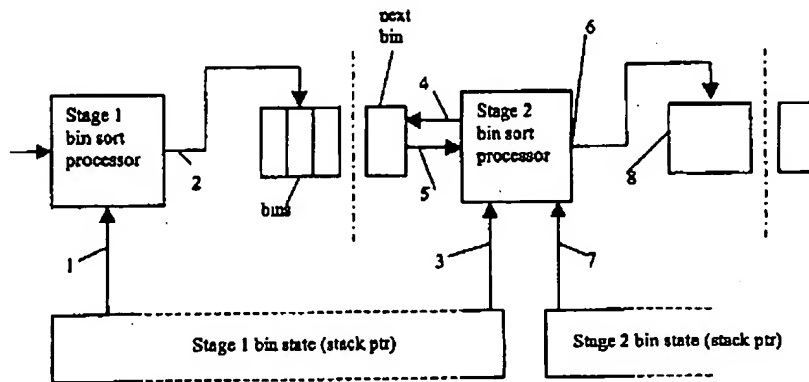 next
bin
6
Stage 1
bin sort
processor
4
Stage 2
bin sort
processor
2
bins
5
8
1
3
7
Stage 1 bin state (stack ptr)
Stage 2 bin state (stack ptr)